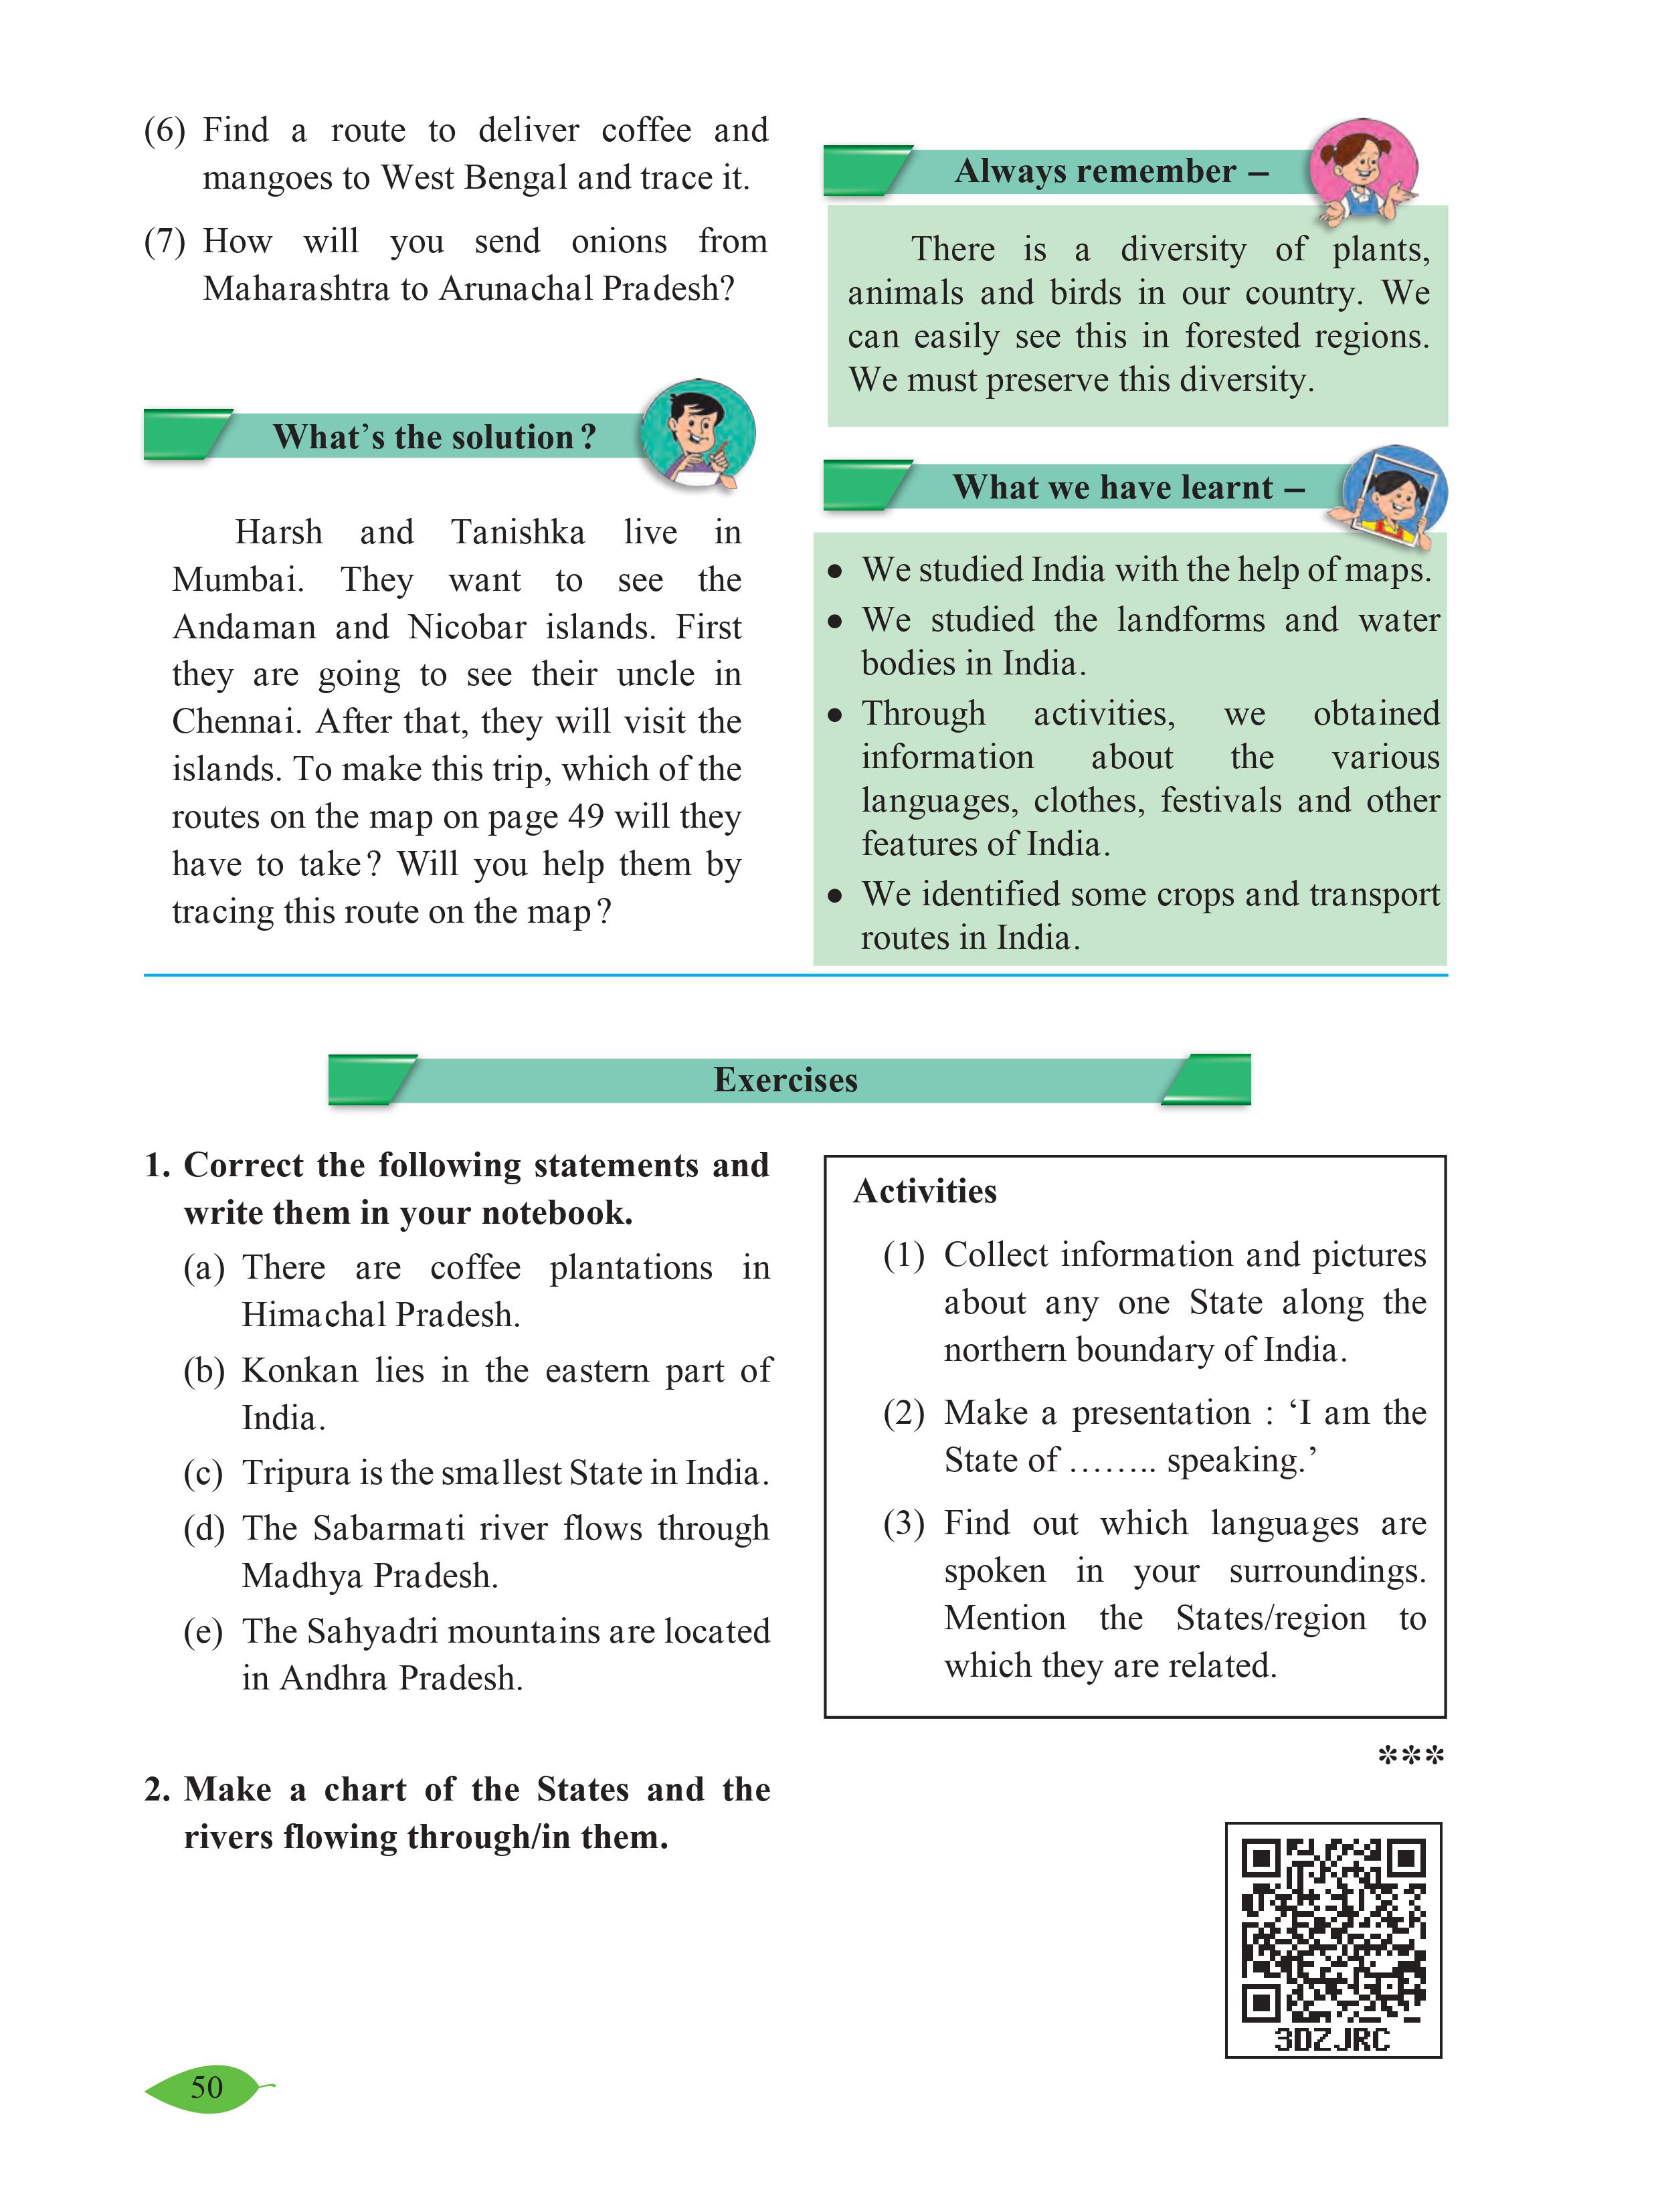 (6) Find a route to deliver coffee and
mangoes to West Bengal and trace it.
(7) How will you send onions from
Maharashtra to Arunachal Pradesh?
What's the solution ?
Harsh and Tanishka live in
Mumbai. They want to see the
Andaman and Nicobar islands. First
they are going to see their uncle in
Chennai. After that, they will visit the
islands. To make this trip, which of the
routes on the map on page 49 will they
have to take ? Will you help them by
tracing this route on the map ?
Always remember –
There is a diversity of plants,
animals and birds in our country. We
can easily see this in forested regions.
We must preserve this diversity.
What we have learnt –
• We studied India with the help of maps.
• We studied the landforms and water
bodies in India.
• Through activities, we obtained
information about the various
languages, clothes, festivals and other
features of India.
• We identified some crops and transport
routes in India.
Exercises
1. Correct the following statements and
write them in your notebook.
(a) There are coffee plantations in
Himachal Pradesh.
(b) Konkan lies in the eastern part of
India.
(c) Tripura is the smallest State in India.
(d) The Sabarmati river flows through
Madhya Pradesh.
(e) The Sahyadri mountains are located
in Andhra Pradesh.
2. Make a chart of the States and the
rivers flowing through/in them.
Activities
(1) Collect information and pictures
about any one State along the
northern boundary of India.
(2) Make a presentation : ‘I am the
State of …….. speaking.’
(3) Find out which languages are
spoken in your surroundings.
Mention the States/region to
which they are related.
***
3DZJRC
50